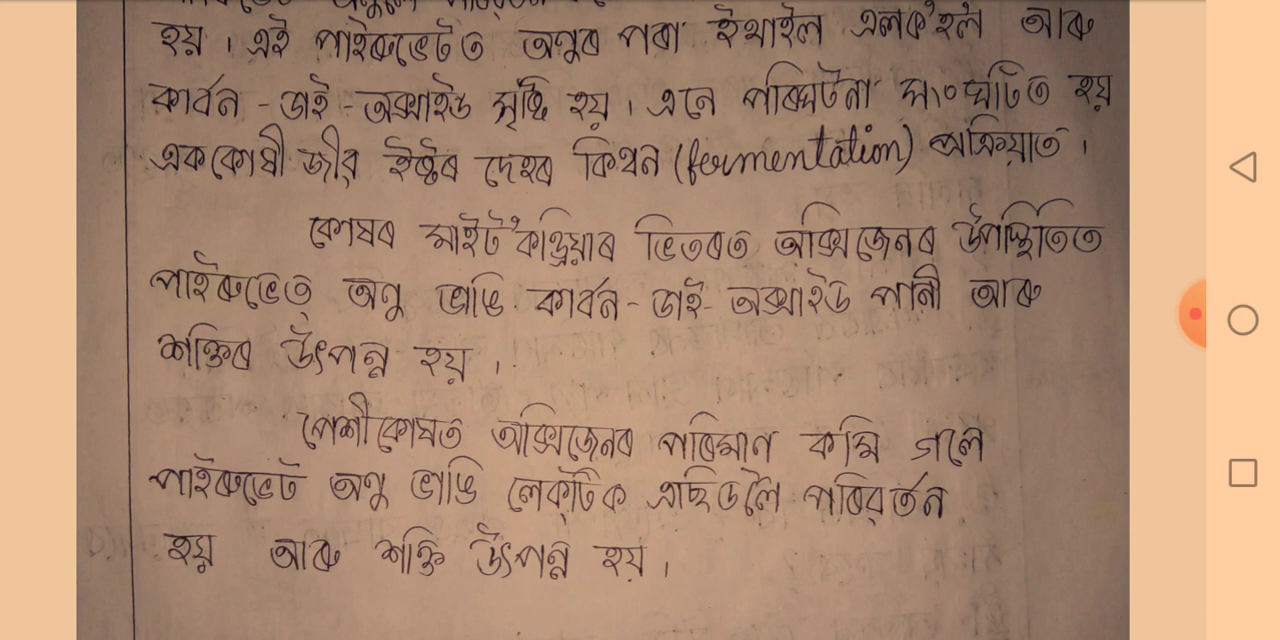 হয়। এই পাইৰুভেটত অণুৰ পৰা ইথাইল এলক'হল আৰু
কাৰ্বন - ডাই - অক্সাইড সৃষ্টি হয়। এনে পৰিঘটনা সংঘটিত হয়
এককোষী জীৱ ইষ্টৰ দেহৰ কিণ্বন (fermentation) প্ৰক্ৰিয়াত।
কোষৰ মাইট'কণ্ড্ৰিয়াৰ ভিতৰত অক্সিজেনৰ উপস্থিতিত
পাইৰুভেত্ অণু ভাঙি কাৰ্বন - ডাই - অক্সাইড পানী আৰু
শক্তিৰ উৎপন্ন হয়।
পেশীকোষত অক্সিজেনৰ পৰিমাণ কমি গলে
পাইৰুভেট অণু ভাঙি লেক্টিক এছিডলৈ পৰিৱৰ্তন
হয় আৰু শক্তি উৎপন্ন হয়।